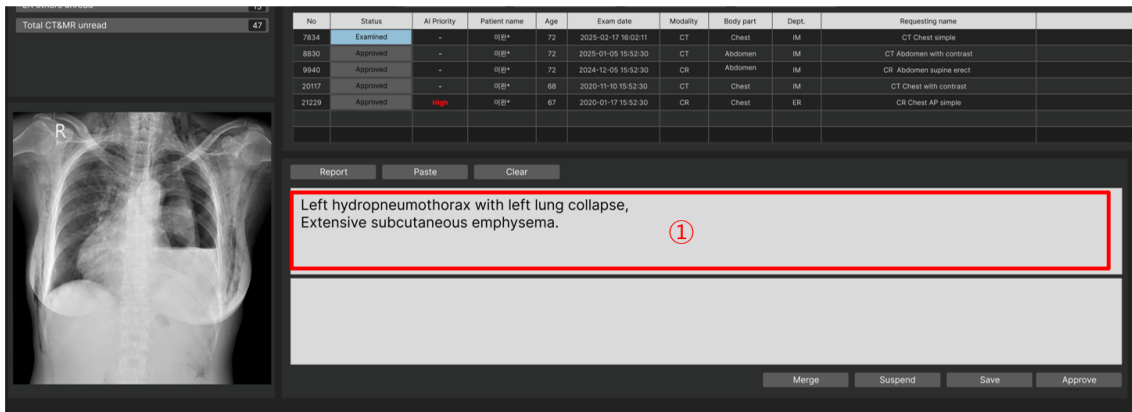 Total CT&MR unread 47
No Status AI Priority Patient name Age Exam date Modality Body part Dept. Requesting name
7834 Examined - 이완* 72 2025-02-17 16:02:11 CT Chest IM CT Chest simple
8830 Approved - 이완* 72 2025-01-05 15:52:30 CT Abdomen IM CT Abdomen with contrast
9940 Approved - 이완* 72 2024-12-05 15:52:30 CR Abdomen IM CR Abdomen supine erect
20117 Approved - 이완* 68 2020-11-10 15:52:30 CT Chest IM CT Chest with contrast
21229 Approved High 이완* 67 2020-01-17 15:52:30 CR Chest ER CR Chest AP simple
R
Report Paste Clear
Left hydropneumothorax with left lung collapse,
Extensive subcutaneous emphysema.
①
Merge Suspend Save Approve